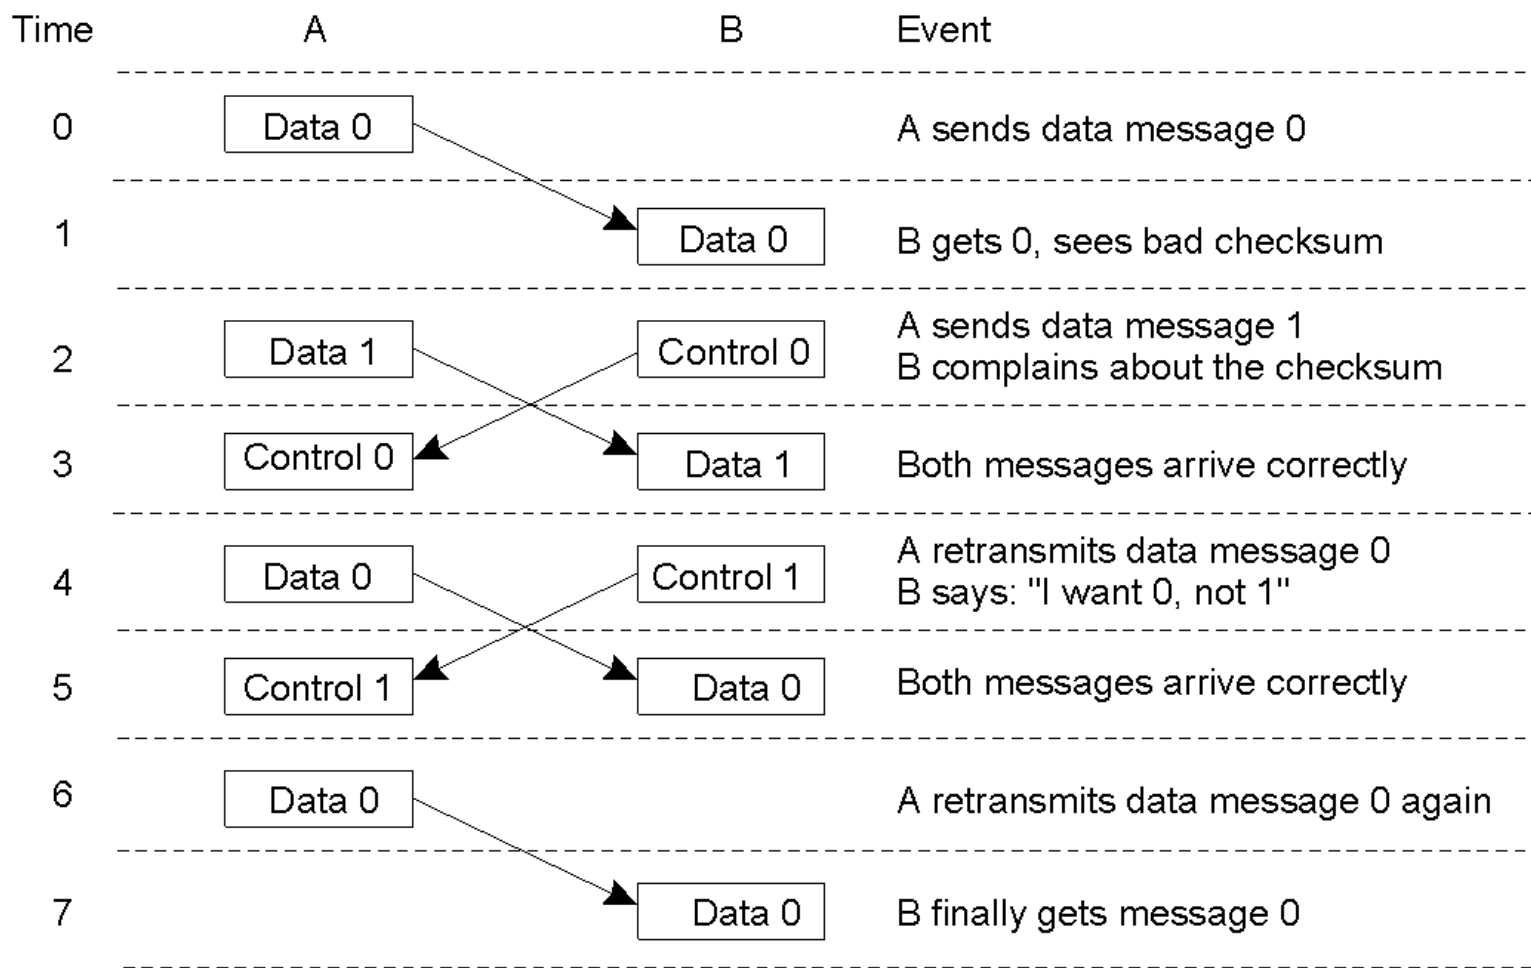 Time A B Event
0 Data 0 A sends data message 0
1 Data 0 B gets 0, sees bad checksum
2 Data 1 Control 0 A sends data message 1
B complains about the checksum
3 Control 0 Data 1 Both messages arrive correctly
4 Data 0 Control 1 A retransmits data message 0
B says: "I want 0, not 1"
5 Control 1 Data 0 Both messages arrive correctly
6 Data 0 A retransmits data message 0 again
7 Data 0 B finally gets message 0